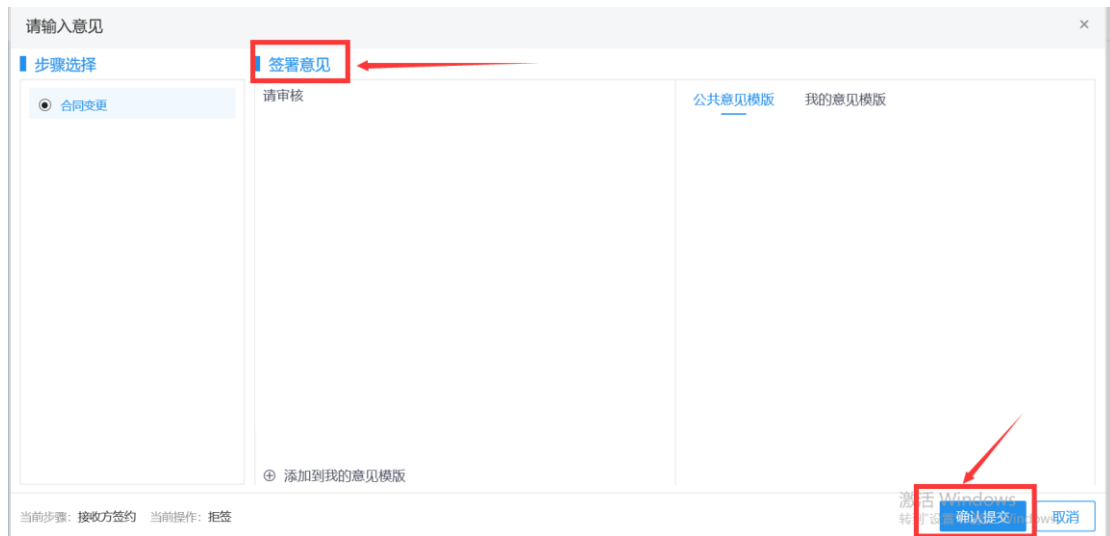 请输入意见
步骤选择
签署意见
合同变更
请审核
公共意见模版 我的意见模版
添加到我的意见模版
激活 Windows
当前步骤: 接收方签约 当前操作: 拒签
确认提交
取消